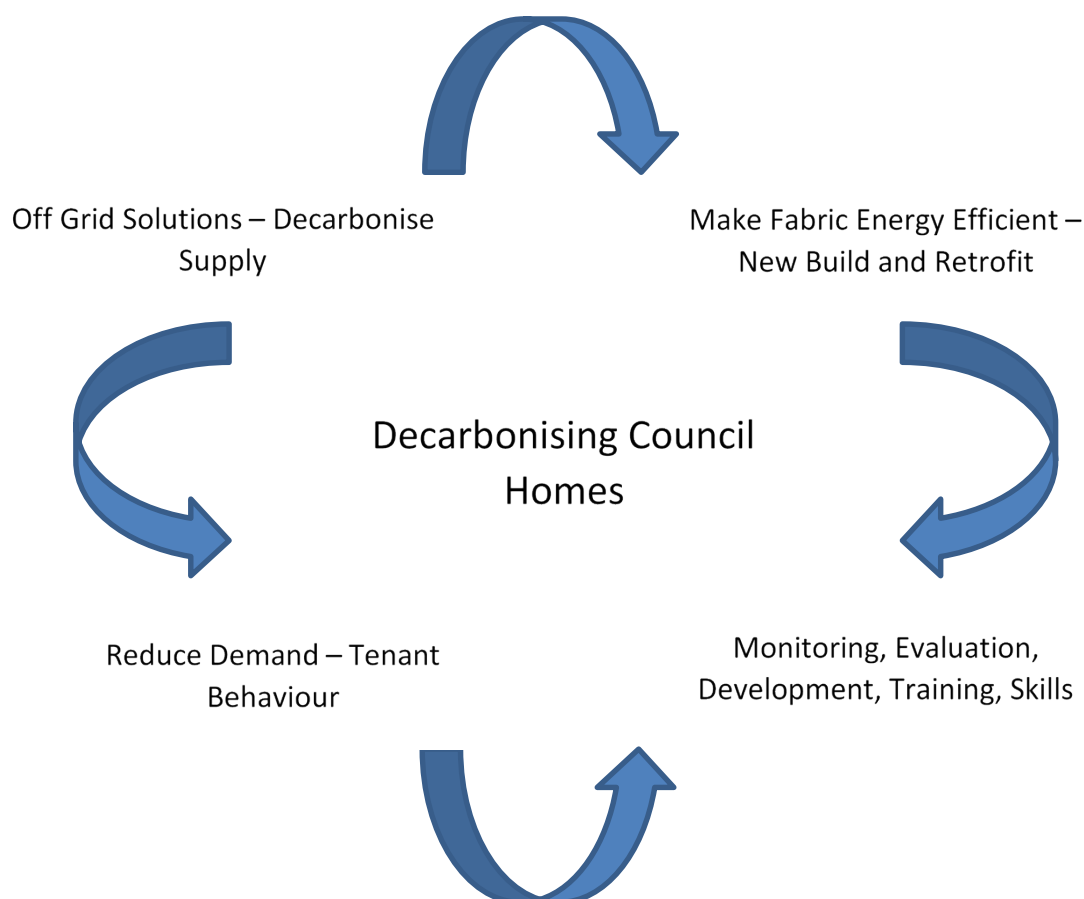 Off Grid Solutions – Decarbonise
Supply
Make Fabric Energy Efficient –
New Build and Retrofit
Decarbonising Council
Homes
Reduce Demand – Tenant
Behaviour
Monitoring, Evaluation,
Development, Training, Skills